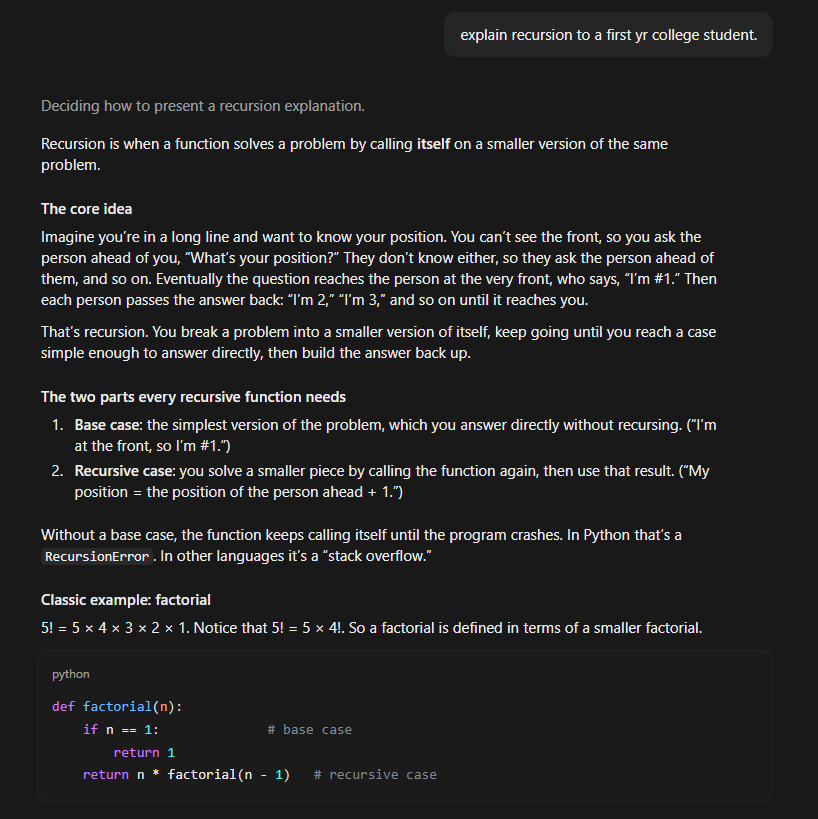 explain recursion to a first yr college student.
Deciding how to present a recursion explanation.
Recursion is when a function solves a problem by calling itself on a smaller version of the same
problem.
The core idea
Imagine you’re in a long line and want to know your position. You can’t see the front, so you ask the
person ahead of you, “What’s your position?” They don’t know either, so they ask the person ahead of
them, and so on. Eventually the question reaches the person at the very front, who says, “I’m #1.” Then
each person passes the answer back: “I’m 2,” “I’m 3,” and so on until it reaches you.
That’s recursion. You break a problem into a smaller version of itself, keep going until you reach a case
simple enough to answer directly, then build the answer back up.
The two parts every recursive function needs
1. Base case: the simplest version of the problem, which you answer directly without recursing. (“I’m
at the front, so I’m #1.”)
2. Recursive case: you solve a smaller piece by calling the function again, then use that result. (“My
position = the position of the person ahead + 1.”)
Without a base case, the function keeps calling itself until the program crashes. In Python that’s a
RecursionError. In other languages it’s a “stack overflow.”
Classic example: factorial
5! = 5 × 4 × 3 × 2 × 1. Notice that 5! = 5 × 4!. So a factorial is defined in terms of a smaller factorial.
python
def factorial(n):
    if n == 1:              # base case
        return 1
    return n * factorial(n - 1)   # recursive case